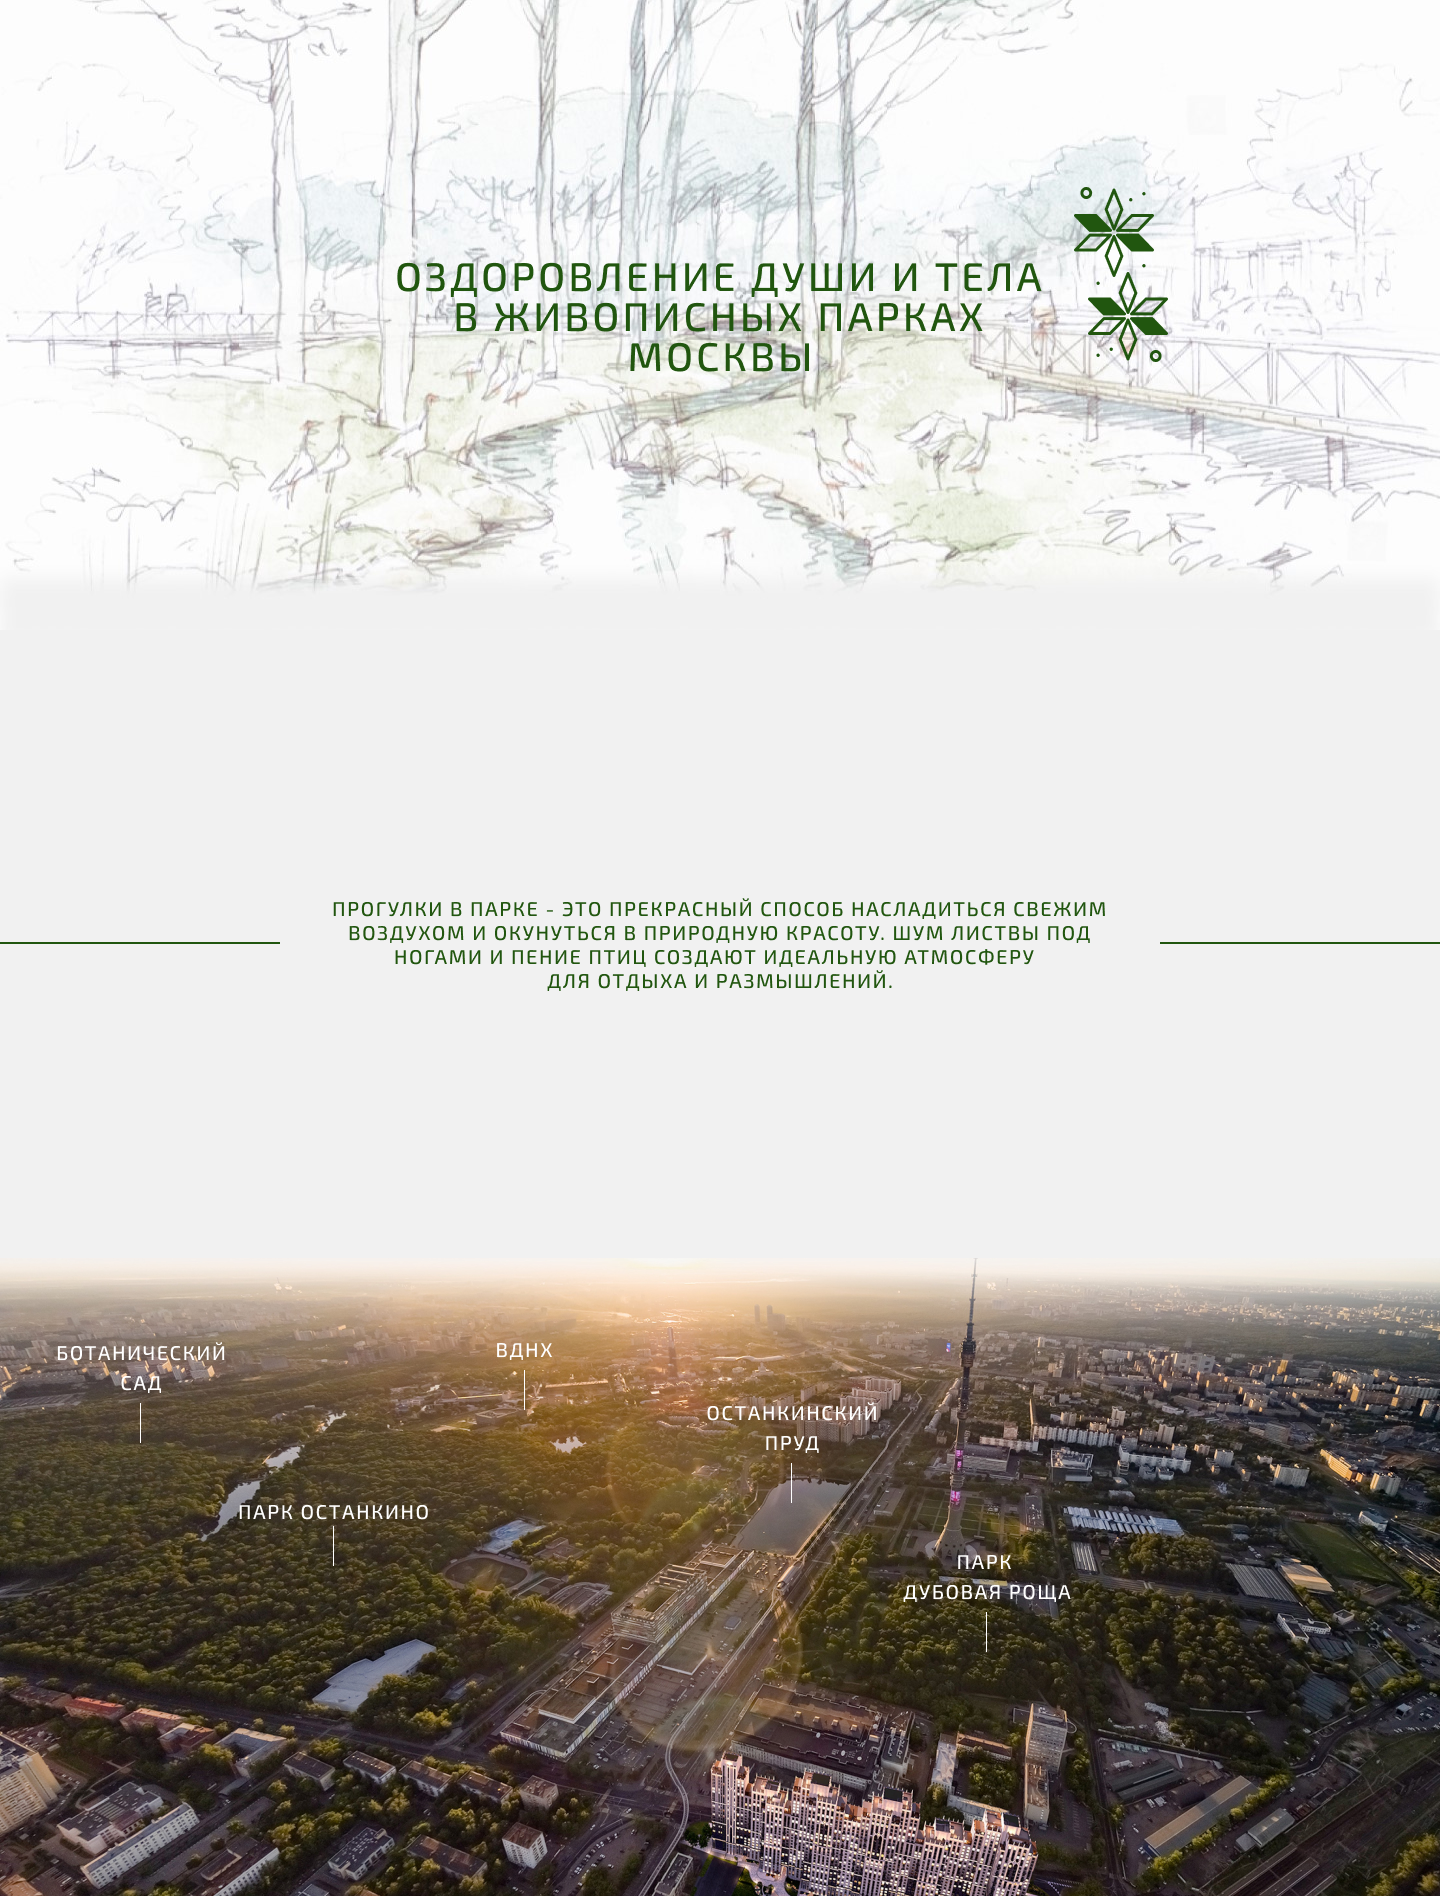 ОЗДОРОВЛЕНИЕ ДУШИ И ТЕЛА
В ЖИВОПИСНЫХ ПАРКАХ
МОСКВЫ
ПРОГУЛКИ В ПАРКЕ - ЭТО ПРЕКРАСНЫЙ СПОСОБ НАСЛАДИТЬСЯ СВЕЖИМ
ВОЗДУХОМ И ОКУНУТЬСЯ В ПРИРОДНУЮ КРАСОТУ. ШУМ ЛИСТВЫ ПОД
НОГАМИ И ПЕНИЕ ПТИЦ СОЗДАЮТ ИДЕАЛЬНУЮ АТМОСФЕРУ
ДЛЯ ОТДЫХА И РАЗМЫШЛЕНИЙ.
БОТАНИЧЕСКИЙ
САД
ВДНХ
ОСТАНКИНСКИЙ
ПРУД
ПАРК ОСТАНКИНО
ПАРК
ДУБОВАЯ РОЩА